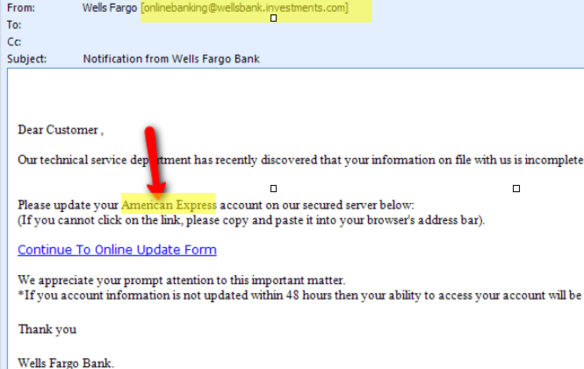 From: Wells Fargo [onlinebanking@wellsbank.investments.com]
To:
Cc:
Subject: Notification from Wells Fargo Bank
Dear Customer ,
Our technical service department has recently discovered that your information on file with us is incomplete
Please update your American Express account on our secured server below:
(If you cannot click on the link, please copy and paste it into your browser's address bar).
Continue To Online Update Form
We appreciate your prompt attention to this important matter.
*If you account information is not updated within 48 hours then your ability to access your account will be
Thank you
Wells Fargo Bank.